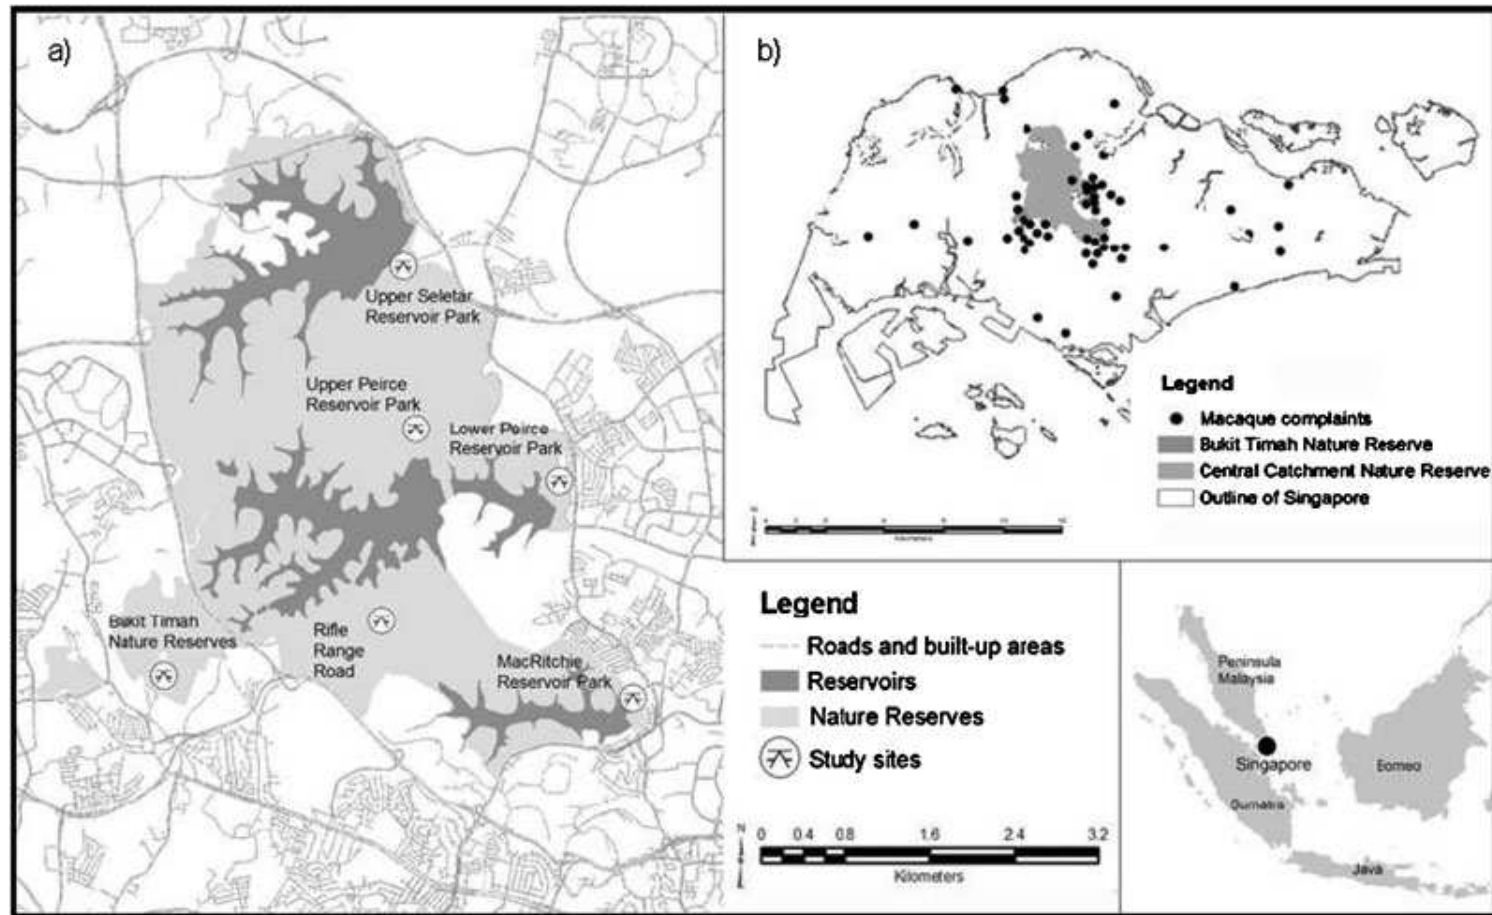 a)
Upper Seletar
Reservoir Park
Upper Peirce
Reservoir Park
Lower Peirce
Reservoir Park
Bukit Timah
Nature Reserves
Rifle
Range
Road
MacRitchie
Reservoir Park
b)
Legend
Macaque complaints
Bukit Timah Nature Reserve
Central Catchment Nature Reserve
Outline of Singapore
Kilometers
Legend
Roads and built-up areas
Reservoirs
Nature Reserves
Study sites
N
0 0.4 0.8 1.6 2.4 3.2
Kilometers
Peninsula
Malaysia
Singapore
Borneo
Sumatra
Java